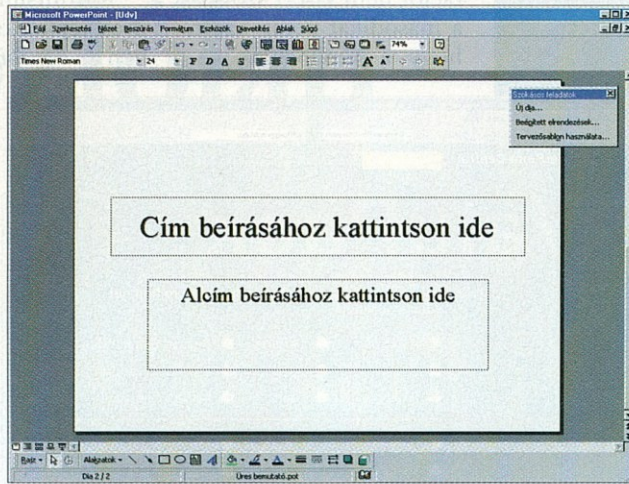 Microsoft PowerPoint - [Udv]
Fájl Szerkesztés Nézet Beszúrás Formátum Eszközök Diavetítés Ablak Súgó
74%
Times New Roman 24 F D A S
Szokásos feladatok
Új dia...
Beépített elrendezések...
Tervezősablon használata...
Cím beírásához kattintson ide
Alcím beírásához kattintson ide
Rajz Alakzatok
Dia 2 / 2 Üres bemutató.pot